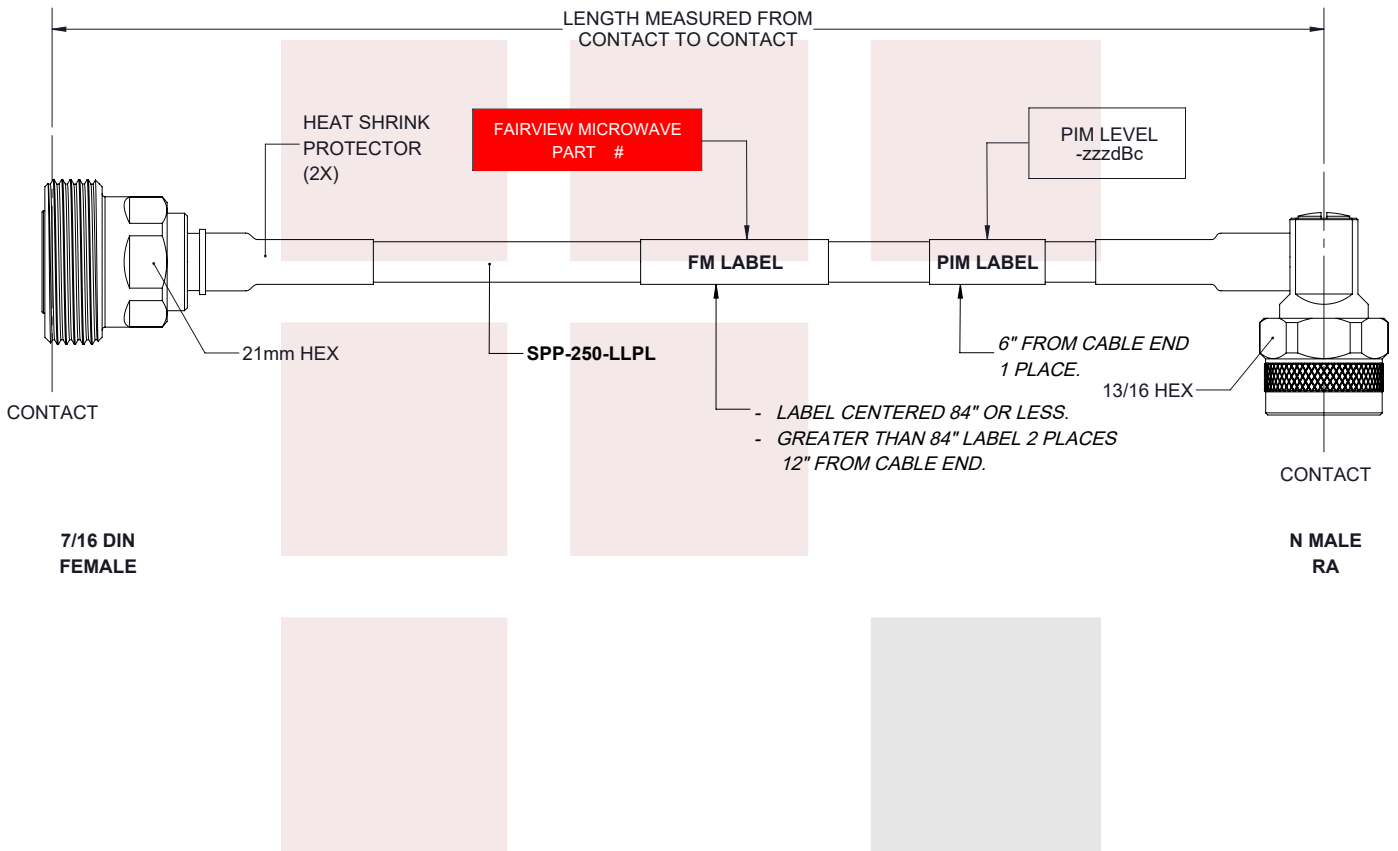 LENGTH MEASURED FROM
CONTACT TO CONTACT
HEAT SHRINK
PROTECTOR
(2X)
FAIRVIEW MICROWAVE
PART #
PIM LEVEL
-zzzdBc
FM LABEL
PIM LABEL
21mm HEX
SPP-250-LLPL
6" FROM CABLE END
1 PLACE.
13/16 HEX
CONTACT
- LABEL CENTERED 84" OR LESS.
- GREATER THAN 84" LABEL 2 PLACES
12" FROM CABLE END.
CONTACT
7/16 DIN
FEMALE
N MALE
RA